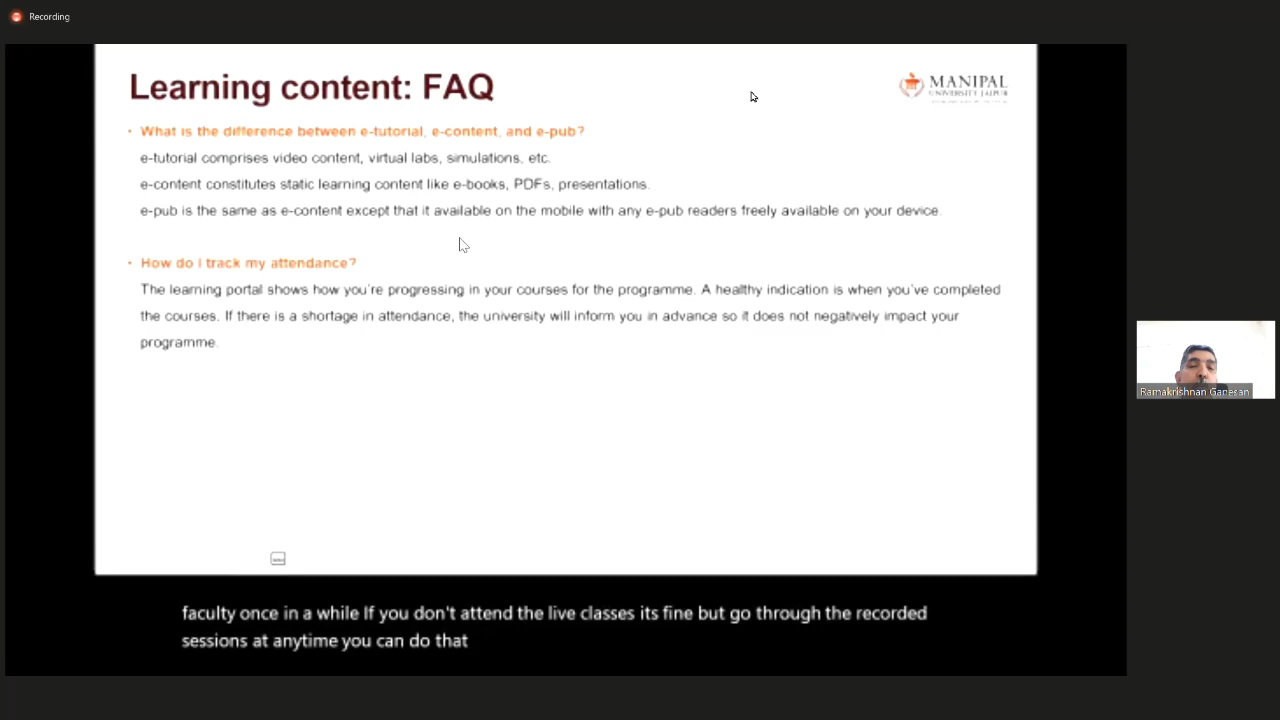 Recording
Learning content: FAQ
MANIPAL
UNIVERSITY JAIPUR
• What is the difference between e-tutorial, e-content, and e-pub?
e-tutorial comprises video content, virtual labs, simulations, etc.
e-content constitutes static learning content like e-books, PDFs, presentations.
e-pub is the same as e-content except that it available on the mobile with any e-pub readers freely available on your device.
• How do I track my attendance?
The learning portal shows how you're progressing in your courses for the programme. A healthy indication is when you've completed
the courses. If there is a shortage in attendance, the university will inform you in advance so it does not negatively impact your
programme.
Ramakrishnan Ganesan
faculty once in a while If you don't attend the live classes its fine but go through the recorded
sessions at anytime you can do that